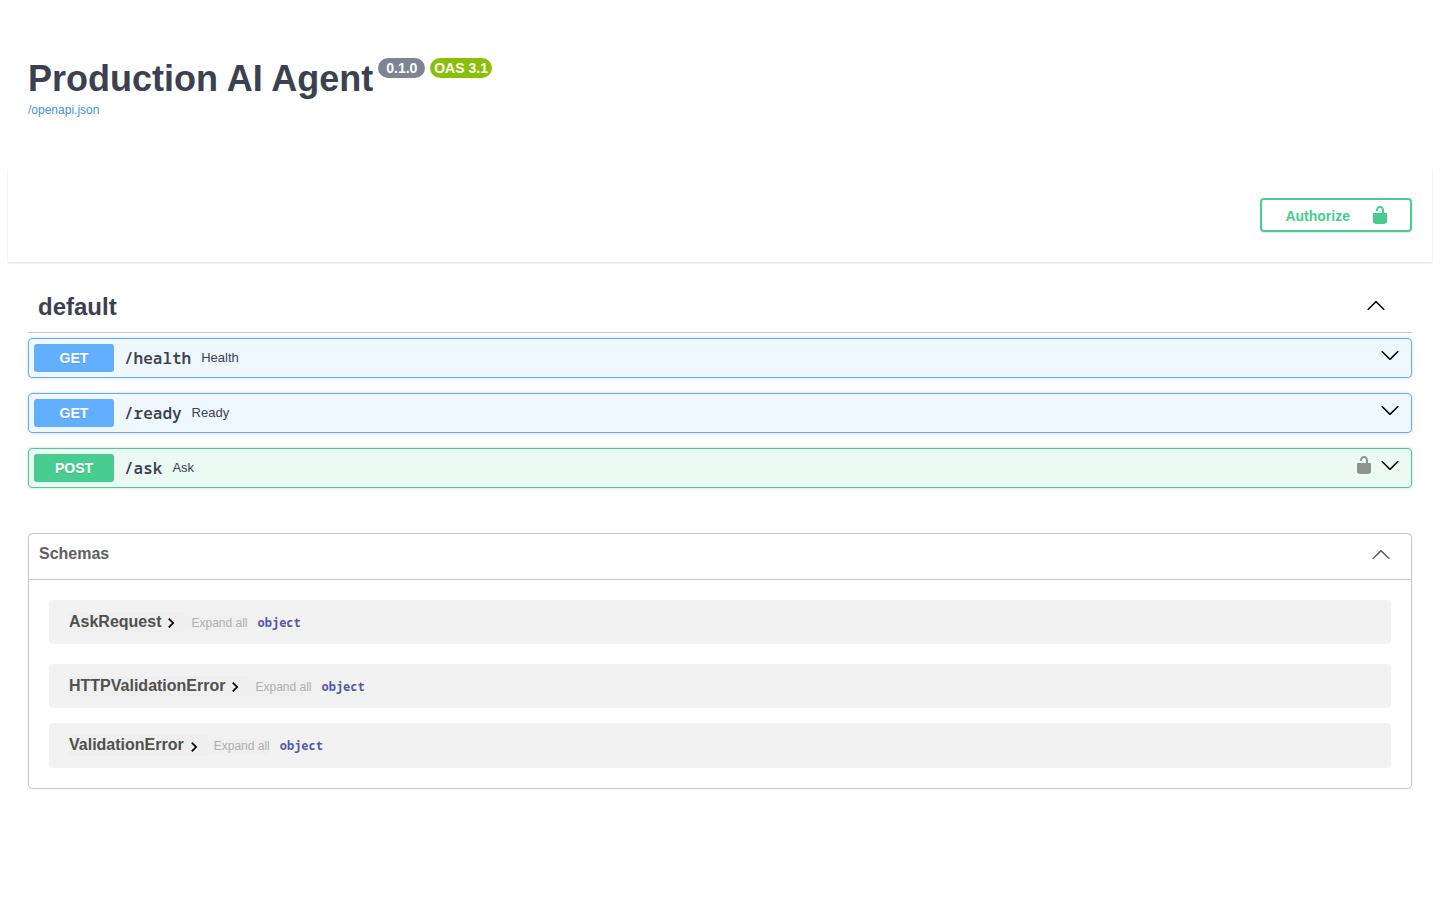 Production AI Agent 0.1.0 OAS 3.1
/openapi.json
Authorize
default
GET /health Health
GET /ready Ready
POST /ask Ask
Schemas
AskRequest Expand all object
HTTPValidationError Expand all object
ValidationError Expand all object